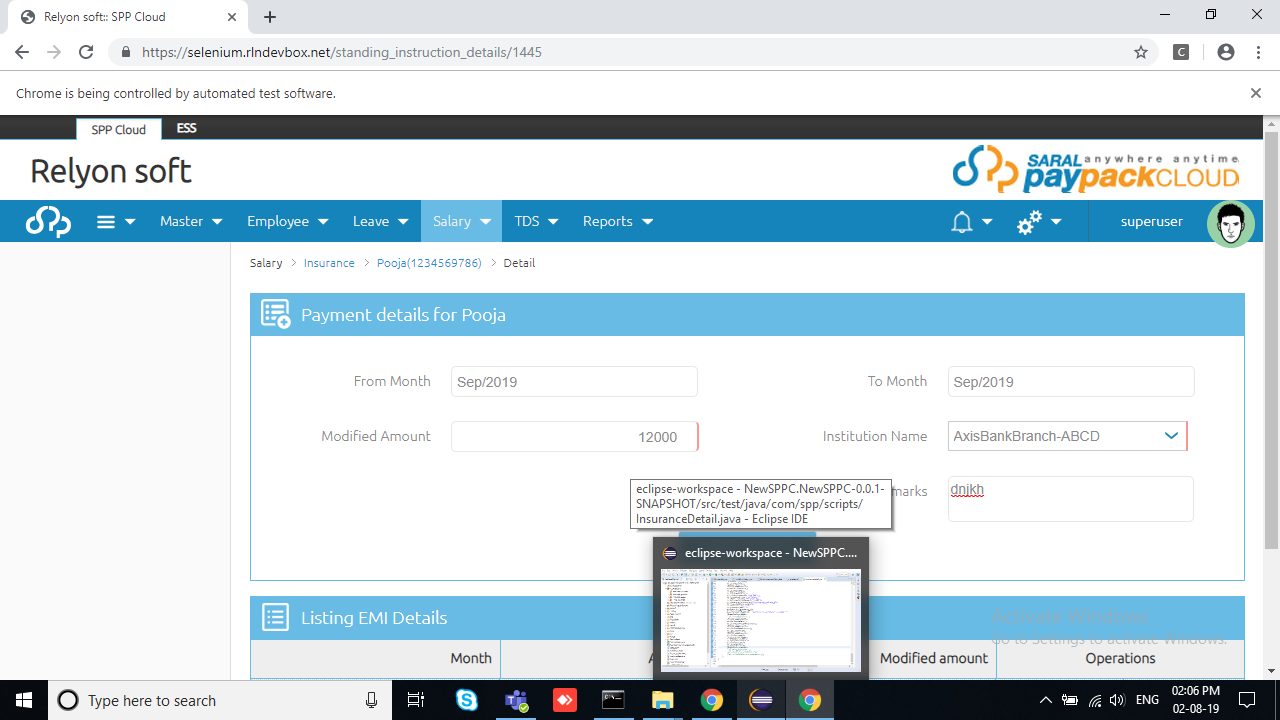 Relyon soft:: SPP Cloud
https://selenium.rlndevbox.net/standing_instruction_details/1445
C
Chrome is being controlled by automated test software.
SPP Cloud
ESS
Relyon soft
SARAL anywhere anytime
paypackCLOUD
Master
Employee
Leave
Salary
TDS
Reports
superuser
Salary > Insurance > Pooja(1234569786) > Detail
Payment details for Pooja
From Month Sep/2019
To Month Sep/2019
Modified Amount 12000
Institution Name AxisBankBranch-ABCD
marks dnjkh
eclipse-workspace - NewSPPC.NewSPPC-0.0.1-
SNAPSHOT/src/test/java/com/spp/scripts/
InsuranceDetail.java - Eclipse IDE
eclipse-workspace - NewSPPC....
Listing EMI Details
Activate Windows
Go to Settings to activate Windows.
Month
A
Modified amount
Operations
Type here to search
ENG
02:06 PM
02-08-19